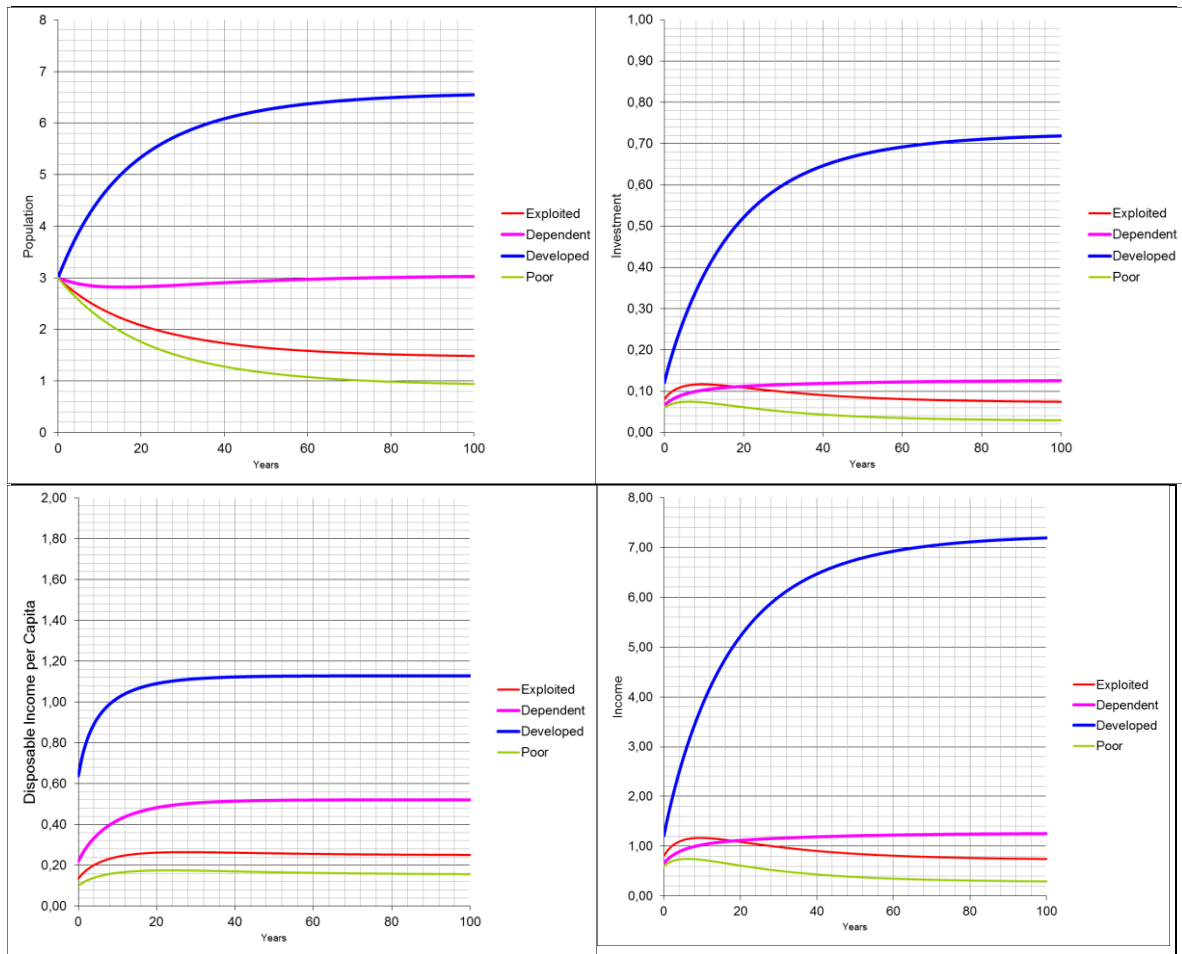 8
7
6
5
4
3
2
1
0
Population
0 20 40 60 80 100
Years
Exploited
Dependent
Developed
Poor
1,00
0,90
0,80
0,70
0,60
0,50
0,40
0,30
0,20
0,10
0,00
Investment
0 20 40 60 80 100
Years
Exploited
Dependent
Developed
Poor
2,00
1,80
1,60
1,40
1,20
1,00
0,80
0,60
0,40
0,20
0,00
Disposable Income per Capita
0 20 40 60 80 100
Years
Exploited
Dependent
Developed
Poor
8,00
7,00
6,00
5,00
4,00
3,00
2,00
1,00
0,00
Income
0 20 40 60 80 100
Years
Exploited
Dependent
Developed
Poor